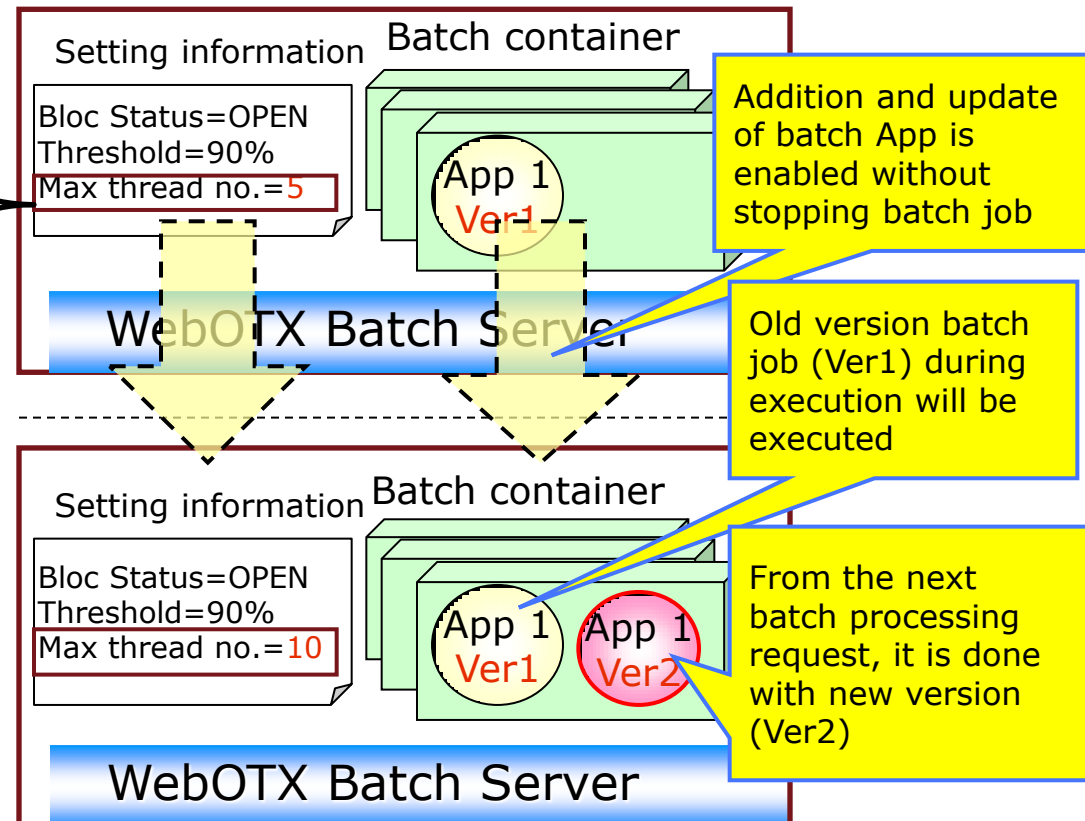 Setting information
Batch container
Bloc Status=OPEN
Threshold=90%
Max thread no.=5
App 1
Ver1
WebOTX Batch Server
Addition and update
of batch App is
enabled without
stopping batch job
Old version batch
job (Ver1) during
execution will be
executed
Setting information
Batch container
Bloc Status=OPEN
Threshold=90%
Max thread no.=10
App 1
Ver1
App 1
Ver2
From the next
batch processing
request, it is done
with new version
(Ver2)
WebOTX Batch Server